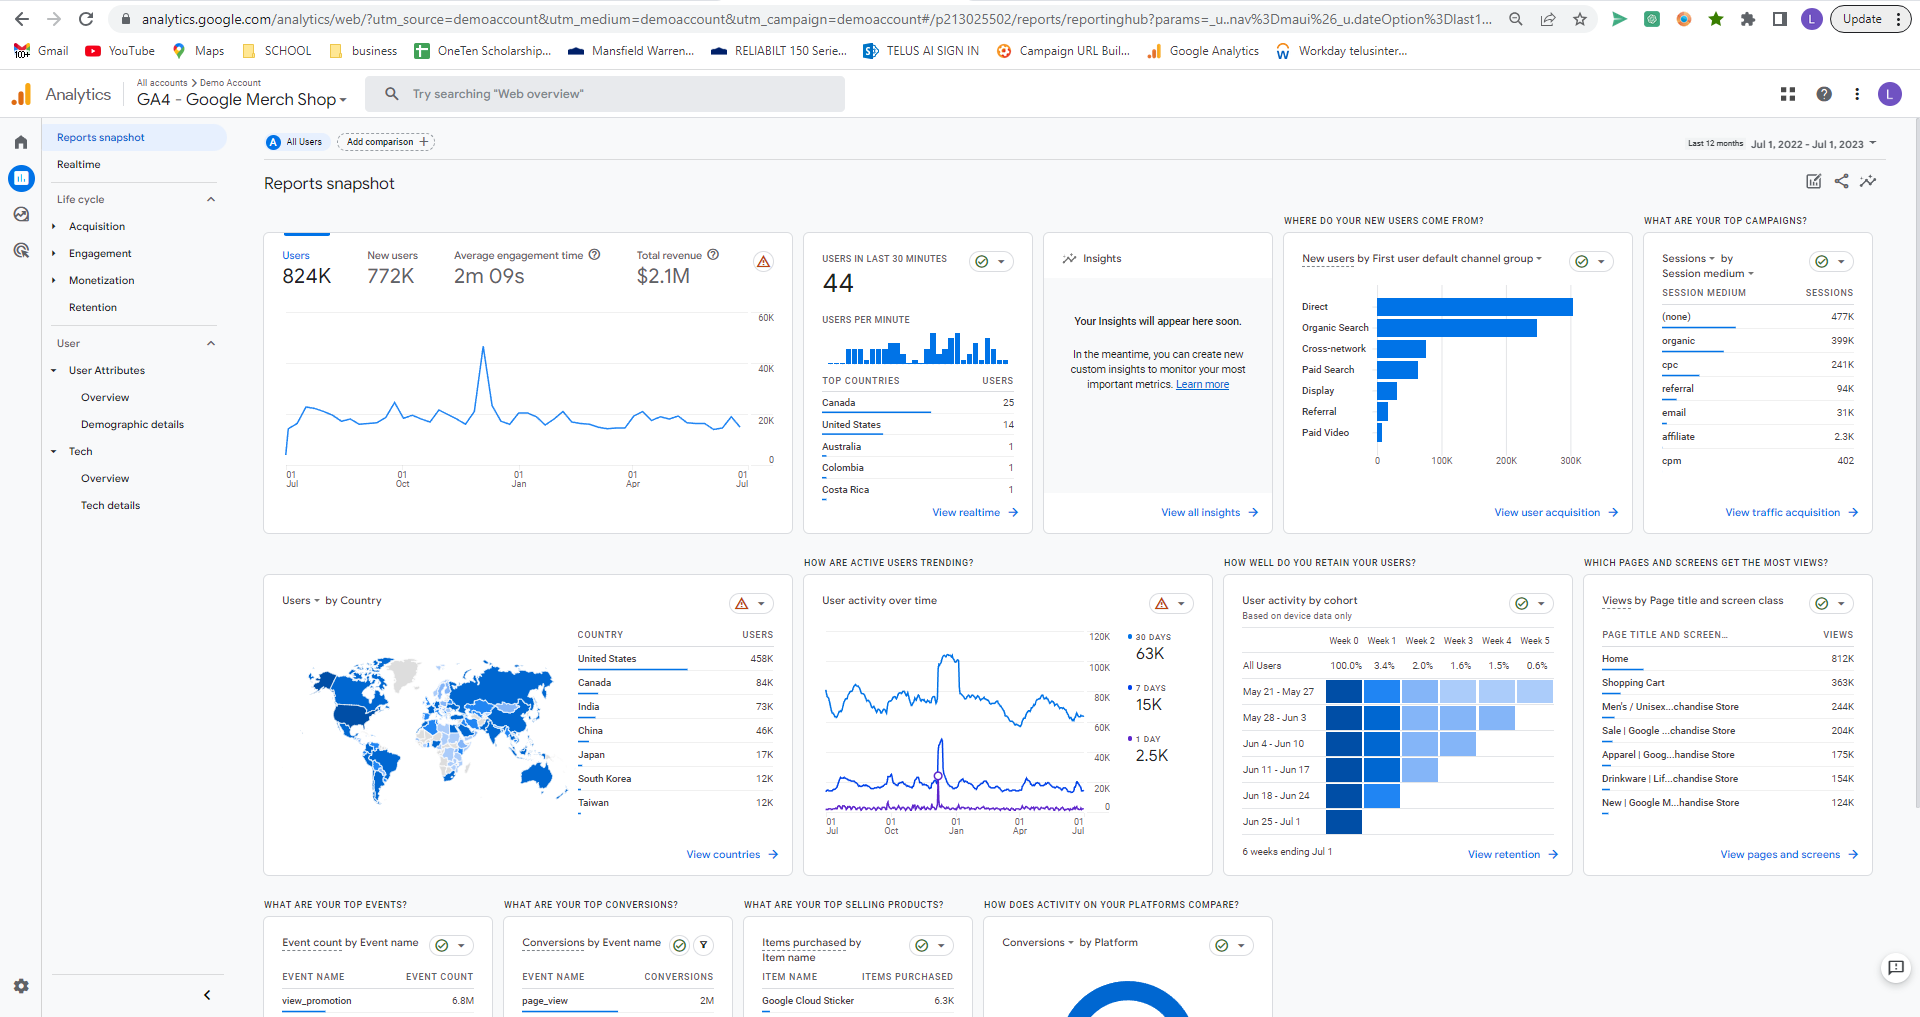 analytics.google.com/analytics/web/?utm_source=demoaccount&utm_medium=demoaccount&utm_campaign=demoaccount#/p213025502/reports/reportinghub?params=_u..nav%3Dmaui%26_u.dateOption%3Dlast1...
L
Update
100+
Gmail
YouTube
Maps
SCHOOL
business
OneTen Scholarship...
Mansfield Warren...
RELIABILT 150 Serie...
TELUS AI SIGN IN
Campaign URL Buil...
Google Analytics
Workday telusinter...
Analytics
All accounts > Demo Account
GA4 - Google Merch Shop
Try searching "Web overview"
L
Reports snapshot
Realtime
Life cycle
Acquisition
Engagement
Monetization
Retention
User
User Attributes
Overview
Demographic details
Tech
Overview
Tech details
A All Users
Add comparison +
Last 12 months Jul 1, 2022 - Jul 1, 2023
Reports snapshot
Users
824K
New users
772K
Average engagement time
2m 09s
Total revenue
$2.1M
60K
40K
20K
0
01 Jul
01 Oct
01 Jan
01 Apr
01 Jul
USERS IN LAST 30 MINUTES
44
USERS PER MINUTE
TOP COUNTRIES USERS
Canada 25
United States 14
Australia 1
Colombia 1
Costa Rica 1
View realtime
Insights
Your Insights will appear here soon.
In the meantime, you can create new
custom insights to monitor your most
important metrics. Learn more
View all insights
WHERE DO YOUR NEW USERS COME FROM?
New users by First user default channel group
Direct
Organic Search
Cross-network
Paid Search
Display
Referral
Paid Video
0 100K 200K 300K
View user acquisition
WHAT ARE YOUR TOP CAMPAIGNS?
Sessions by
Session medium
SESSION MEDIUM SESSIONS
(none) 477K
organic 399K
cpc 241K
referral 94K
email 31K
affiliate 2.3K
cpm 402
View traffic acquisition
Users by Country
COUNTRY USERS
United States 458K
Canada 84K
India 73K
China 46K
Japan 17K
South Korea 12K
Taiwan 12K
View countries
HOW ARE ACTIVE USERS TRENDING?
User activity over time
120K
100K
80K
60K
40K
20K
0
30 DAYS
63K
7 DAYS
15K
1 DAY
2.5K
01 Jul
01 Oct
01 Jan
01 Apr
01 Jul
HOW WELL DO YOU RETAIN YOUR USERS?
User activity by cohort
Based on device data only
Week 0 Week 1 Week 2 Week 3 Week 4 Week 5
All Users 100.0% 3.4% 2.0% 1.6% 1.5% 0.6%
May 21 - May 27
May 28 - Jun 3
Jun 4 - Jun 10
Jun 11 - Jun 17
Jun 18 - Jun 24
Jun 25 - Jul 1
6 weeks ending Jul 1
View retention
WHICH PAGES AND SCREENS GET THE MOST VIEWS?
Views by Page title and screen class
PAGE TITLE AND SCREEN... VIEWS
Home 812K
Shopping Cart 363K
Men's / Unisex...chandise Store 244K
Sale | Google ...chandise Store 204K
Apparel | Goog...handise Store 175K
Drinkware | Lif...chandise Store 154K
New | Google M...chandise Store 124K
View pages and screens
WHAT ARE YOUR TOP EVENTS?
Event count by Event name
EVENT NAME EVENT COUNT
view_promotion 6.8M
WHAT ARE YOUR TOP CONVERSIONS?
Conversions by Event name
EVENT NAME CONVERSIONS
page_view 2M
WHAT ARE YOUR TOP SELLING PRODUCTS?
Items purchased by
Item name
ITEM NAME ITEMS PURCHASED
Google Cloud Sticker 6.3K
HOW DOES ACTIVITY ON YOUR PLATFORMS COMPARE?
Conversions by Platform